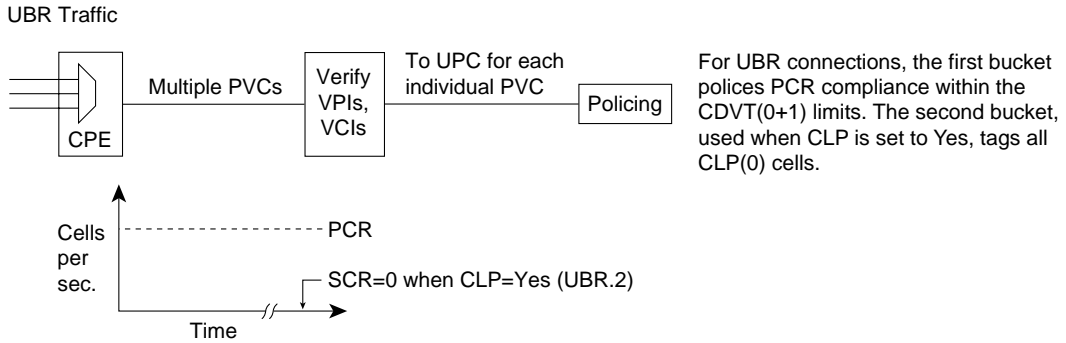 UBR Traffic
CPE
Multiple PVCs
Verify
VPIs,
VCIs
To UPC for each
individual PVC
Policing
For UBR connections, the first bucket
polices PCR compliance within the
CDVT(0+1) limits. The second bucket,
used when CLP is set to Yes, tags all
CLP(0) cells.
Cells
per
sec.
PCR
SCR=0 when CLP=Yes (UBR.2)
Time